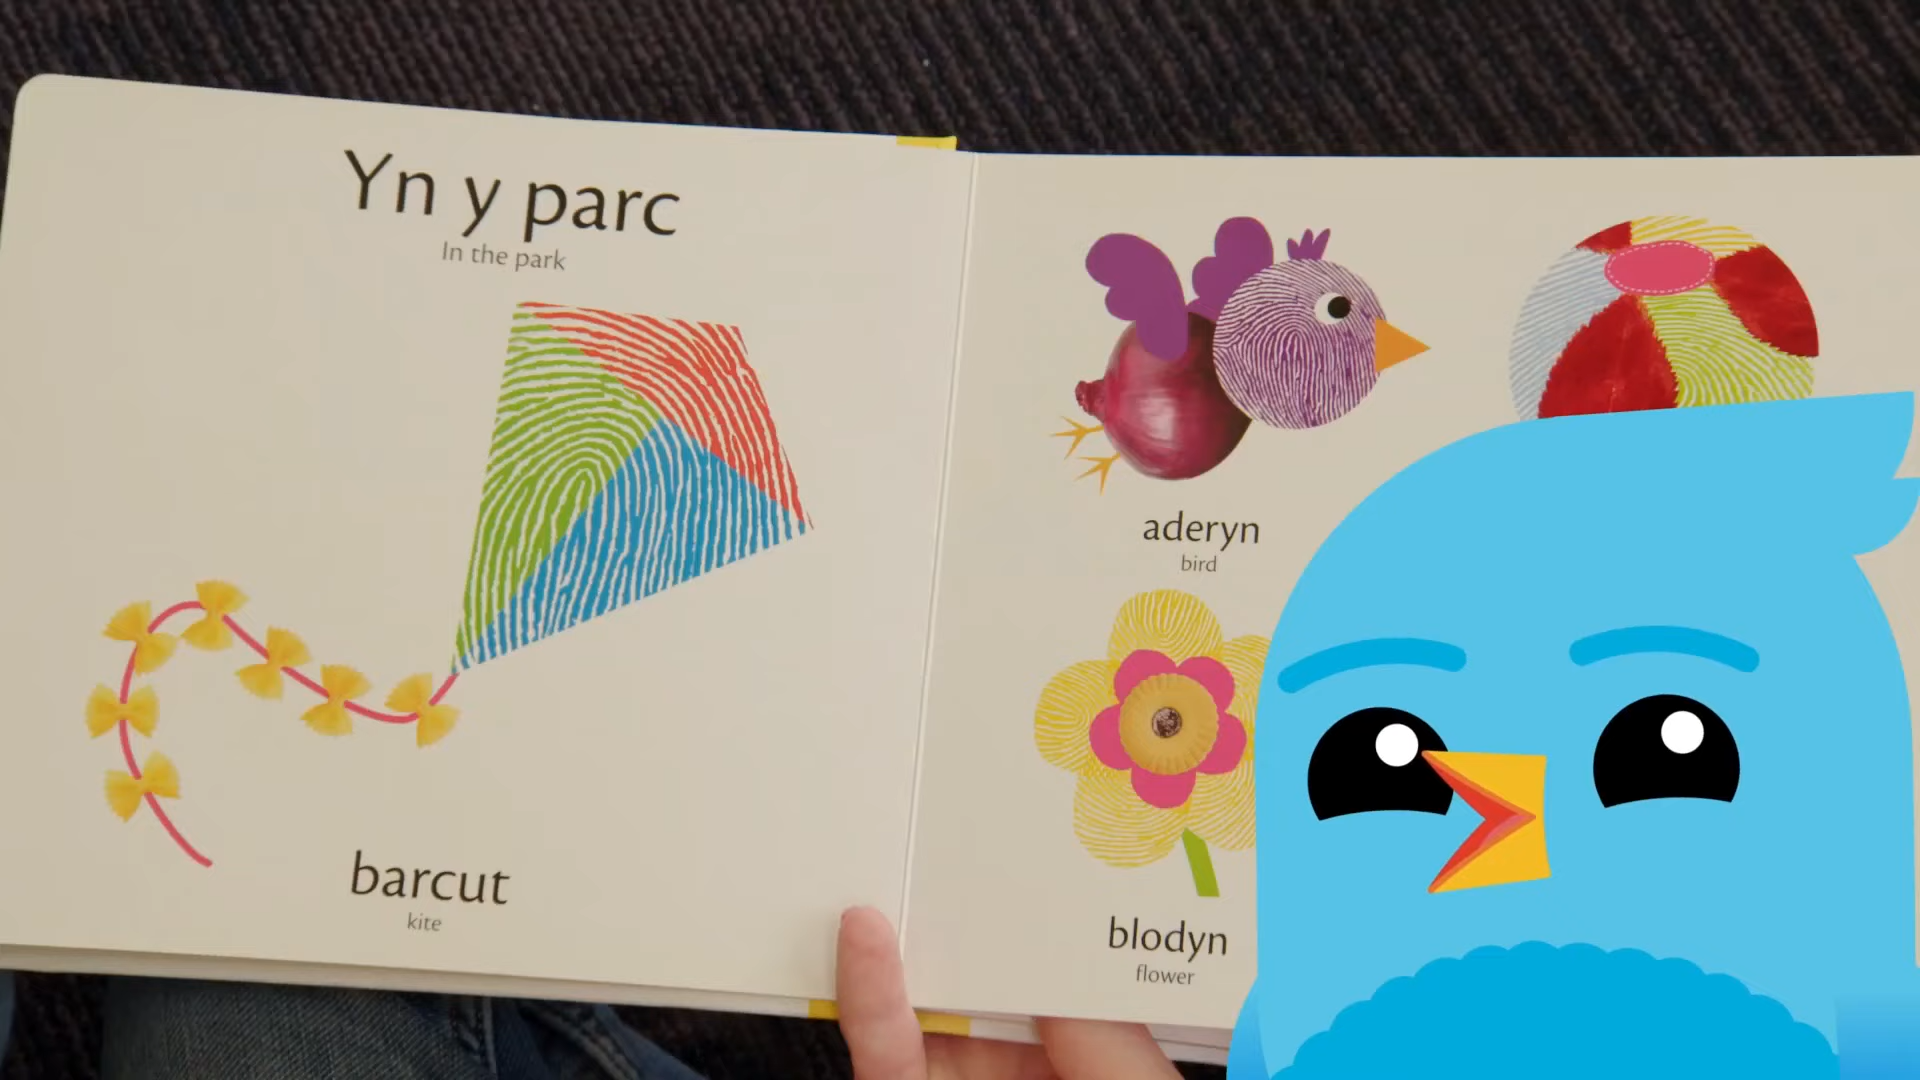 Yn y parc
In the park
barcut
kite
aderyn
bird
blodyn
flower